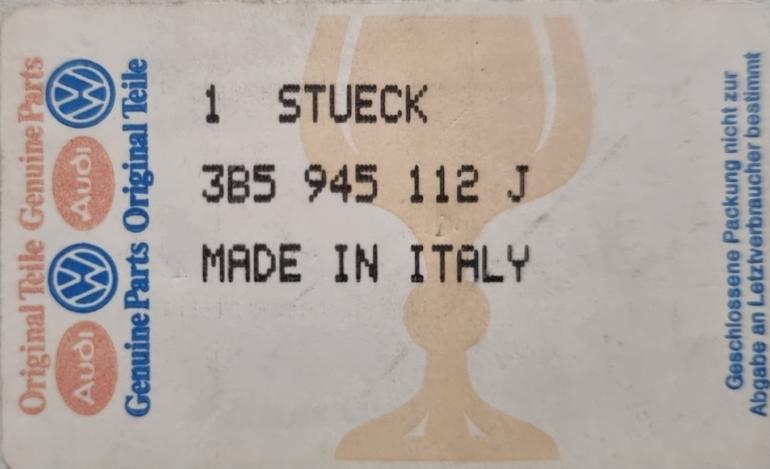 1 STUECK
3B5 945 112 J
MADE IN ITALY
Original Teile Genuine Parts
Audi VW Audi VW
Genuine Parts Original Teile
Geschlossene Packung nicht zur
Abgabe an Letztverbraucher bestimmt